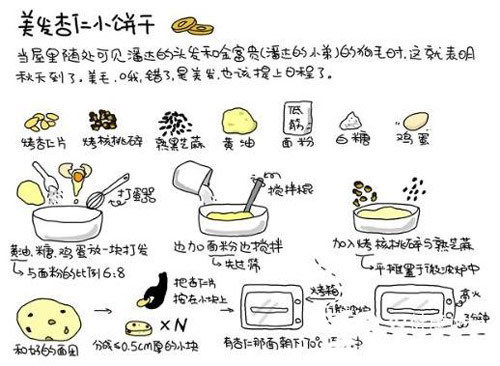 美发杏仁小饼干
当屋里随处可见潘达的头发和金富贵(潘达的小弟)的狗毛时,这就表明
秋天到了。美毛,哦,错了,是美发,也该提上日程了。
烤杏仁片
烤核桃碎
熟黑芝麻
黄油
低筋
面粉
白糖
鸡蛋
打蛋器
搅拌棍
黄油,糖,鸡蛋放一块打发
与面粉的比例6:8
边加面粉边搅拌
先过筛
加入烤核桃碎与熟芝麻
平摊置于微波炉中
把杏仁片
按在小块上
×N
烤箱
高火
分钟
和好的面团
分成≤0.5cm厚的小块
有杏仁那面朝下170°